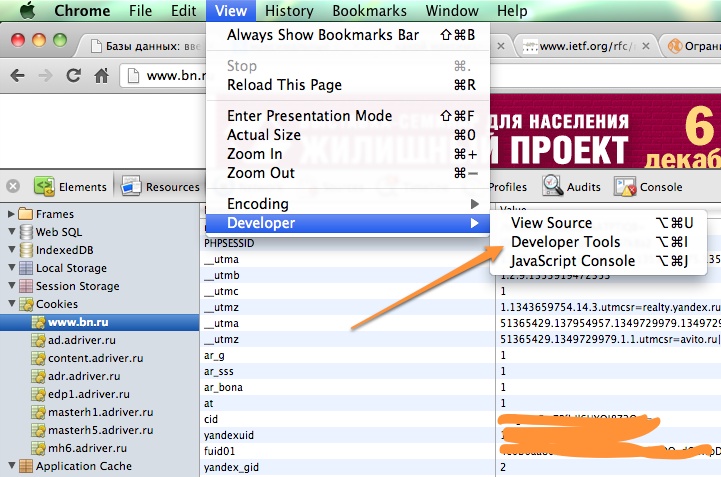 Chrome File Edit View History Bookmarks Window Help
Базы данных: вве
www.ietf.org/rfc/
Ограни
Always Show Bookmarks Bar ⇧⌘B
Stop ⌘.
Reload This Page ⌘R
www.bn.r
Enter Presentation Mode ⇧⌘F
Actual Size ⌘0
Zoom In ⌘+
Zoom Out ⌘−
Encoding
Developer
ДЛЯ НАСЕЛЕНИЯ
ЖИЛИЩНЫЙ ПРОЕКТ
6
декаб
Elements Resources Profiles Audits Console
View Source ⌥⌘U
Developer Tools ⌥⌘I
JavaScript Console ⌥⌘J
Frames
Web SQL
IndexedDB
Local Storage
Session Storage
Cookies
www.bn.ru
ad.adriver.ru
content.adriver.ru
adr.adriver.ru
edp1.adriver.ru
masterh1.adriver.ru
masterh5.adriver.ru
mh6.adriver.ru
Application Cache
Value
PHPSESSID
__utma
__utmb 1.2.9.1353919472355
__utmc 1
__utmz 1.1343659754.14.3.utmcsr=realty.yandex.ru
__utma 51365429.137954957.1349729979.1349729
__utmz 51365429.1349729979.1.1.utmcsr=avito.ru|
ar_g 1
ar_sss 1
ar_bona 1
at 1
cid
yandexuid
fuid01
yandex_gid 2